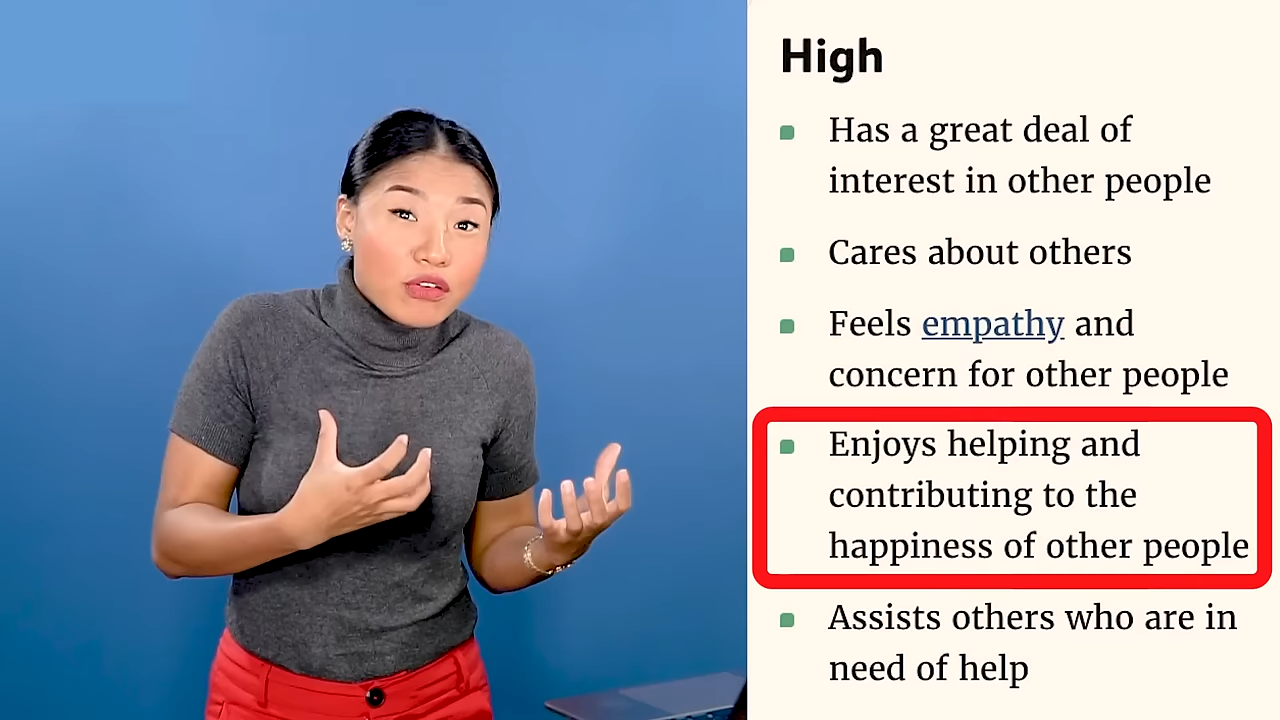 High
Has a great deal of
interest in other people
Cares about others
Feels empathy and
concern for other people
Enjoys helping and
contributing to the
happiness of other people
Assists others who are in
need of help